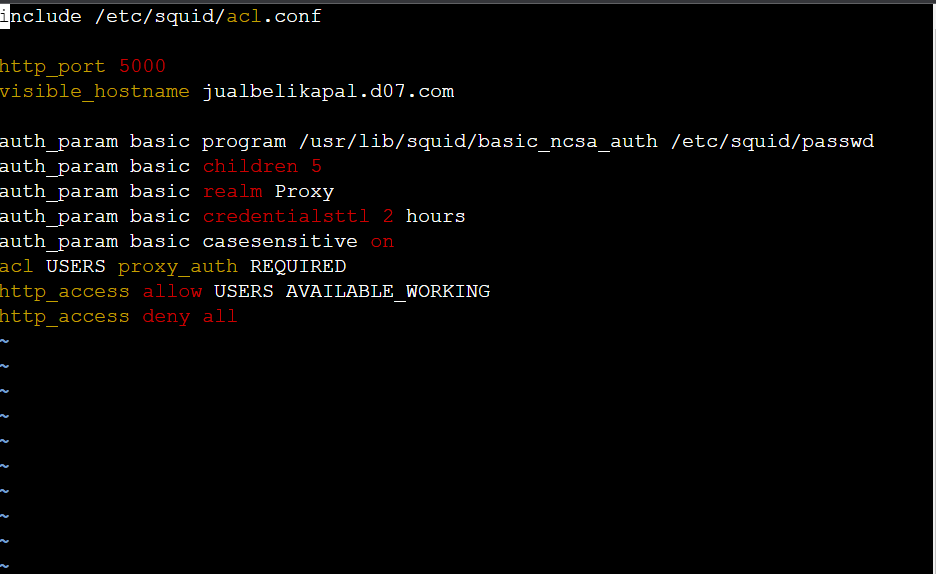 include /etc/squid/acl.conf
http_port 5000
visible_hostname jualbelikapal.d07.com
auth_param basic program /usr/lib/squid/basic_ncsa_auth /etc/squid/passwd
auth_param basic children 5
auth_param basic realm Proxy
auth_param basic credentialsttl 2 hours
auth_param basic casesensitive on
acl USERS proxy_auth REQUIRED
http_access allow USERS AVAILABLE_WORKING
http_access deny all
~
~
~
~
~
~
~
~
~
~